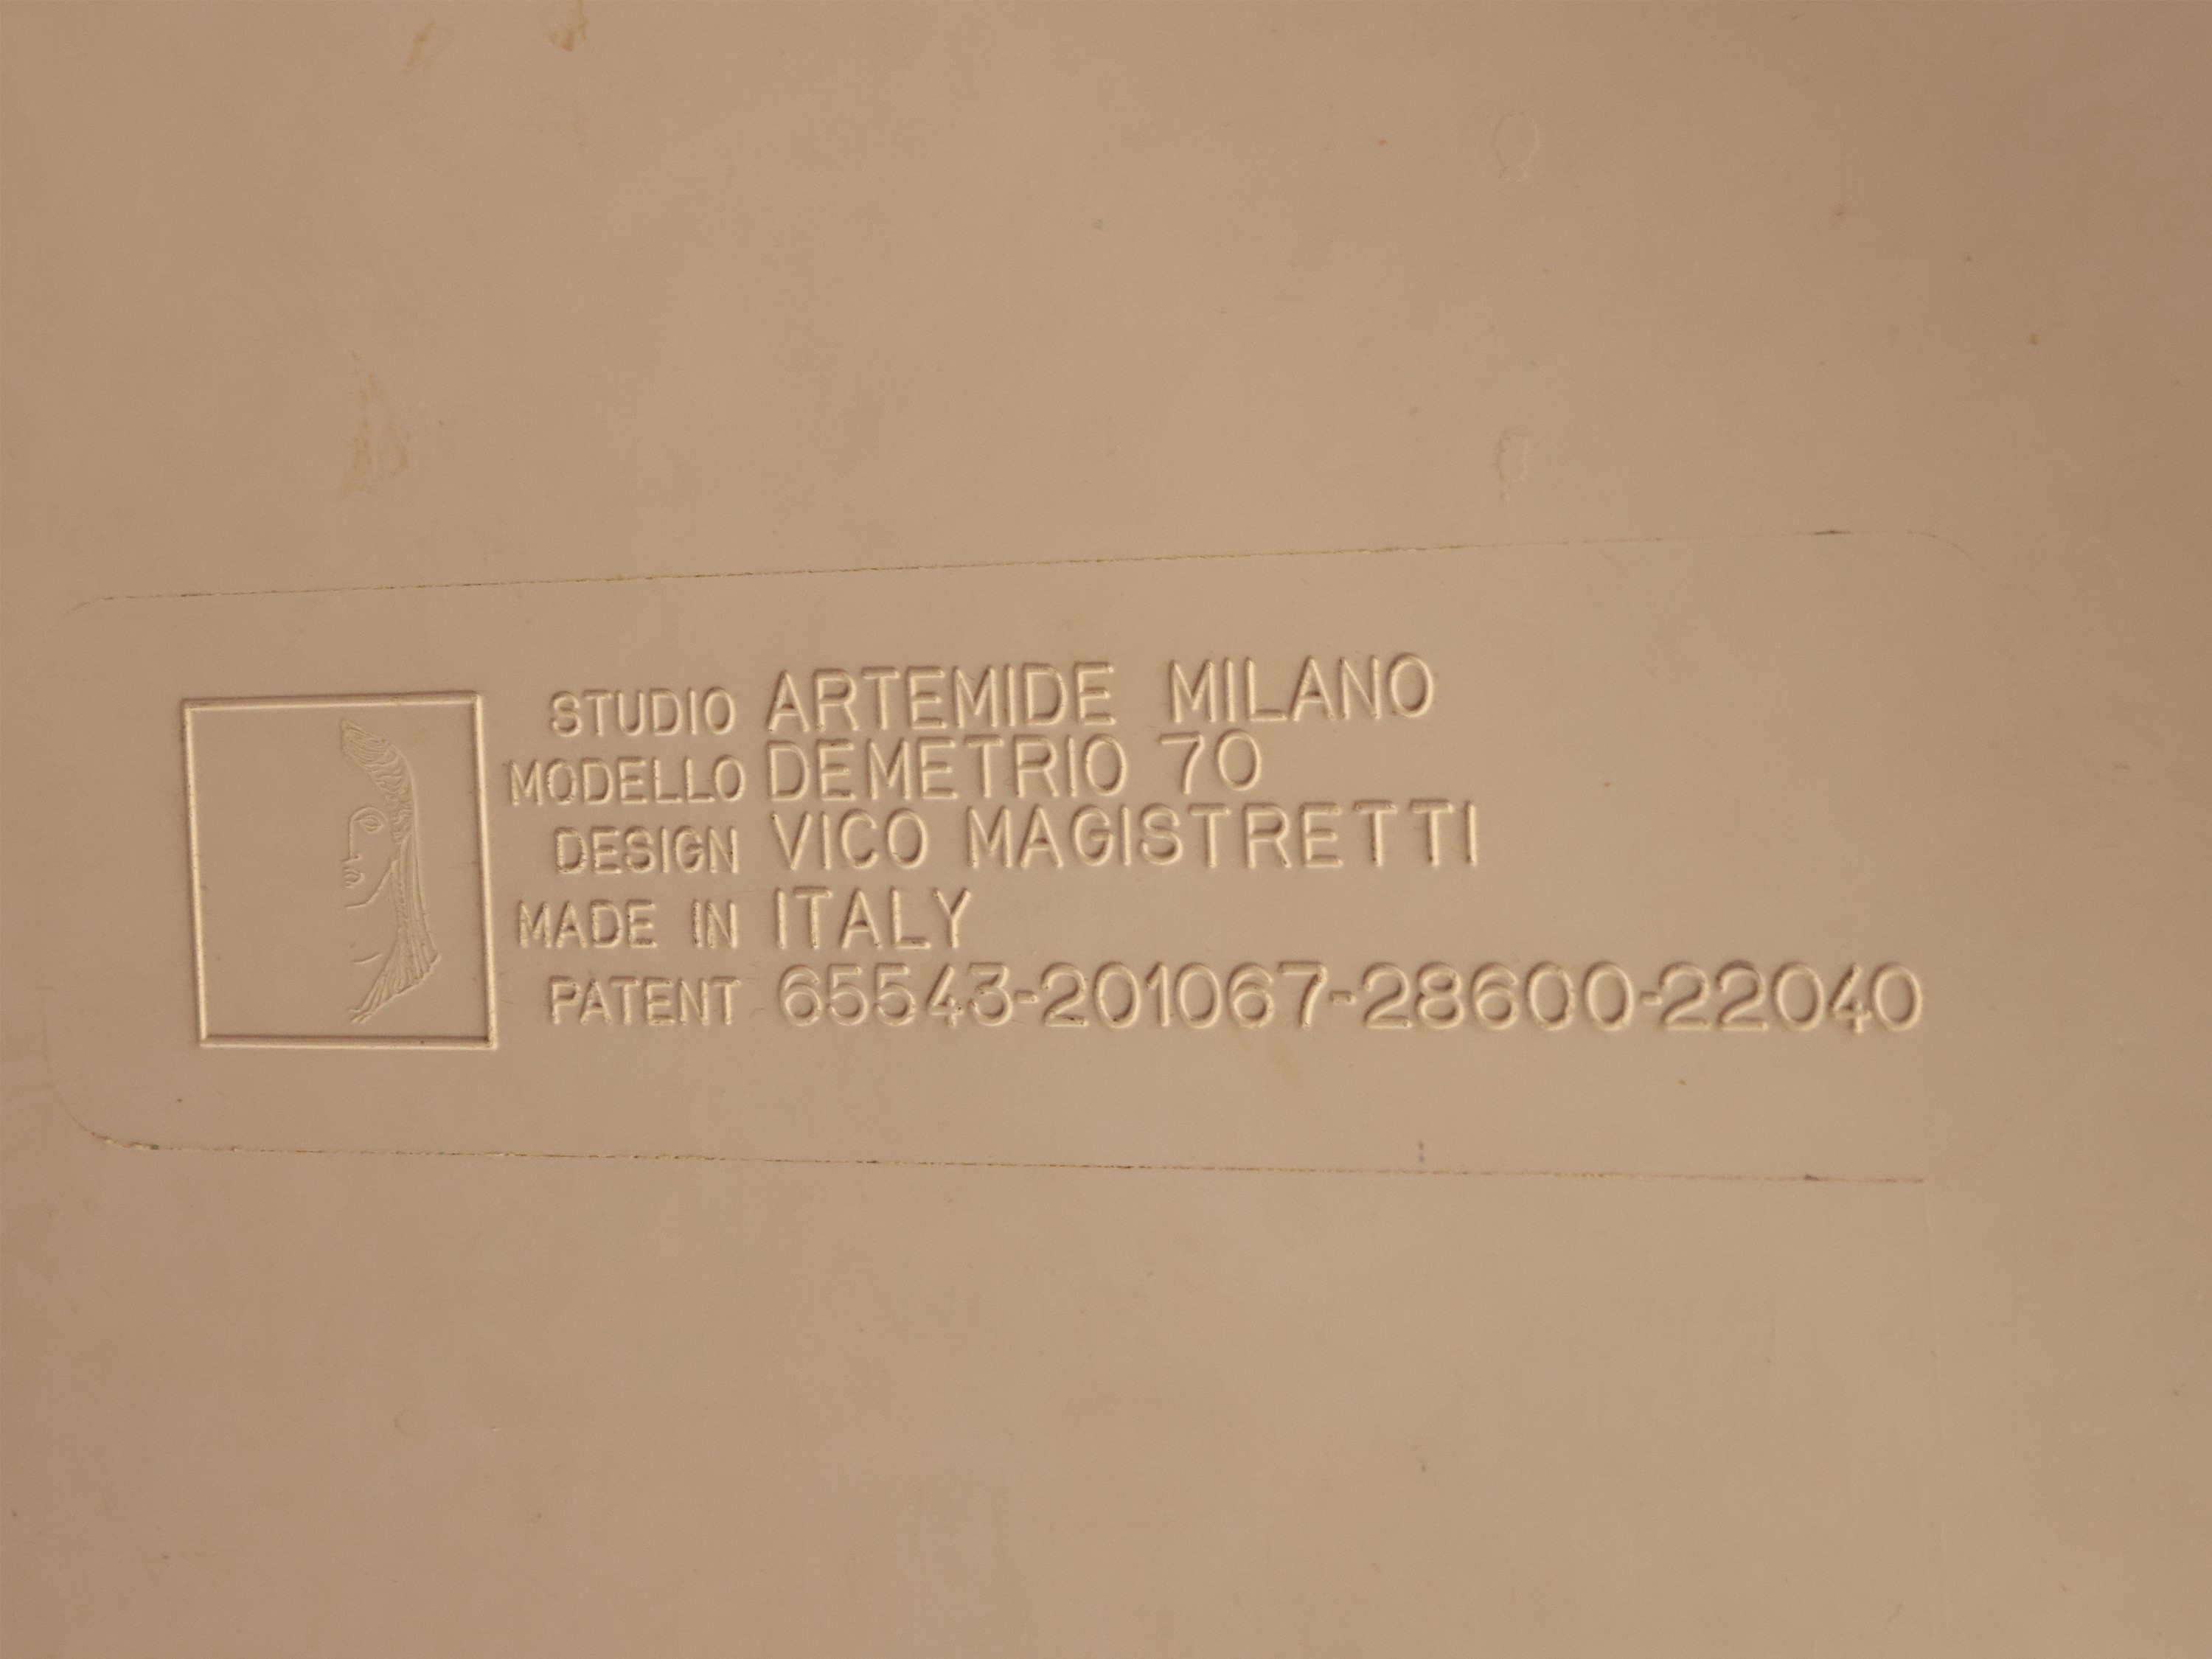 STUDIO ARTEMIDE MILANO
MODELLO DEMETRIO 70
DESIGN VICO MAGISTRETTI
MADE IN ITALY
PATENT 65543-201067-28600-22040